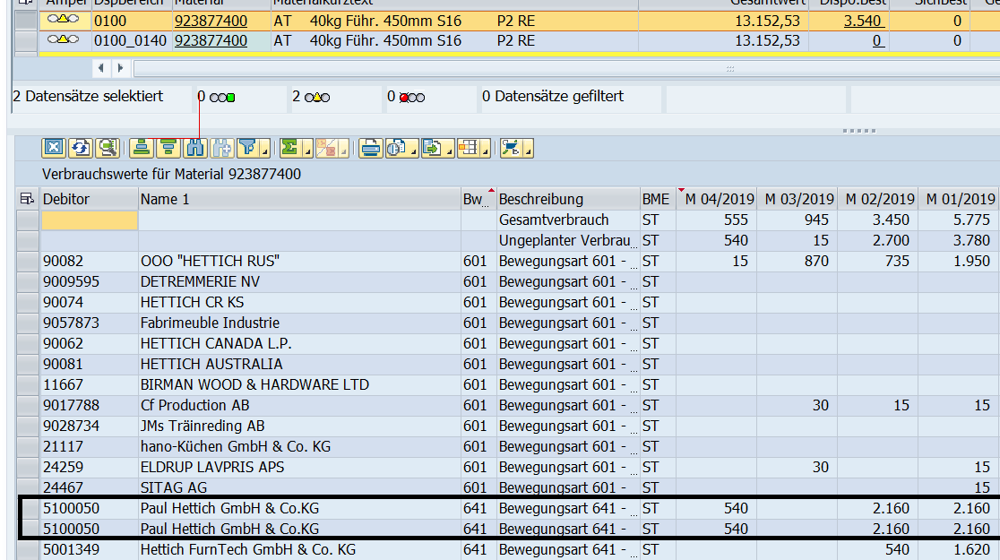 Ampel Dspbereich Material Materialkurztext Gesamtwert Dispo.Best SichBest
0100 923877400 AT 40kg Führ. 450mm S16 P2 RE 13.152,53 3.540 0
0100_0140 923877400 AT 40kg Führ. 450mm S16 P2 RE 13.152,53 0 0
2 Datensätze selektiert 0 2 0 0 Datensätze gefiltert
Verbrauchswerte für Material 923877400
Debitor Name 1 Bw... Beschreibung BME M 04/2019 M 03/2019 M 02/2019 M 01/2019
Gesamtverbrauch ST 555 945 3.450 5.775
Ungeplanter Verbrau... ST 540 15 2.700 3.780
90082 OOO "HETTICH RUS" 601 Bewegungsart 601 - ... ST 15 870 735 1.950
9009595 DETREMMERIE NV 601 Bewegungsart 601 - ... ST
90074 HETTICH CR KS 601 Bewegungsart 601 - ... ST
9057873 Fabrimeuble Industrie 601 Bewegungsart 601 - ... ST
90062 HETTICH CANADA L.P. 601 Bewegungsart 601 - ... ST
90081 HETTICH AUSTRALIA 601 Bewegungsart 601 - ... ST
11667 BIRMAN WOOD & HARDWARE LTD 601 Bewegungsart 601 - ... ST
9017788 Cf Production AB 601 Bewegungsart 601 - ... ST 30 15 15
9028734 JMs Träinreding AB 601 Bewegungsart 601 - ... ST
21117 hano-Küchen GmbH & Co. KG 601 Bewegungsart 601 - ... ST
24259 ELDRUP LAVPRIS APS 601 Bewegungsart 601 - ... ST 30 15
24467 SITAG AG 601 Bewegungsart 601 - ... ST 15
5100050 Paul Hettich GmbH & Co.KG 641 Bewegungsart 641 - ... ST 540 2.160 2.160
5100050 Paul Hettich GmbH & Co.KG 641 Bewegungsart 641 - ... ST 540 2.160 2.160
5001349 Hettich FurnTech GmbH & Co. KG 641 Bewegungsart 641 - ... ST 540 1.620